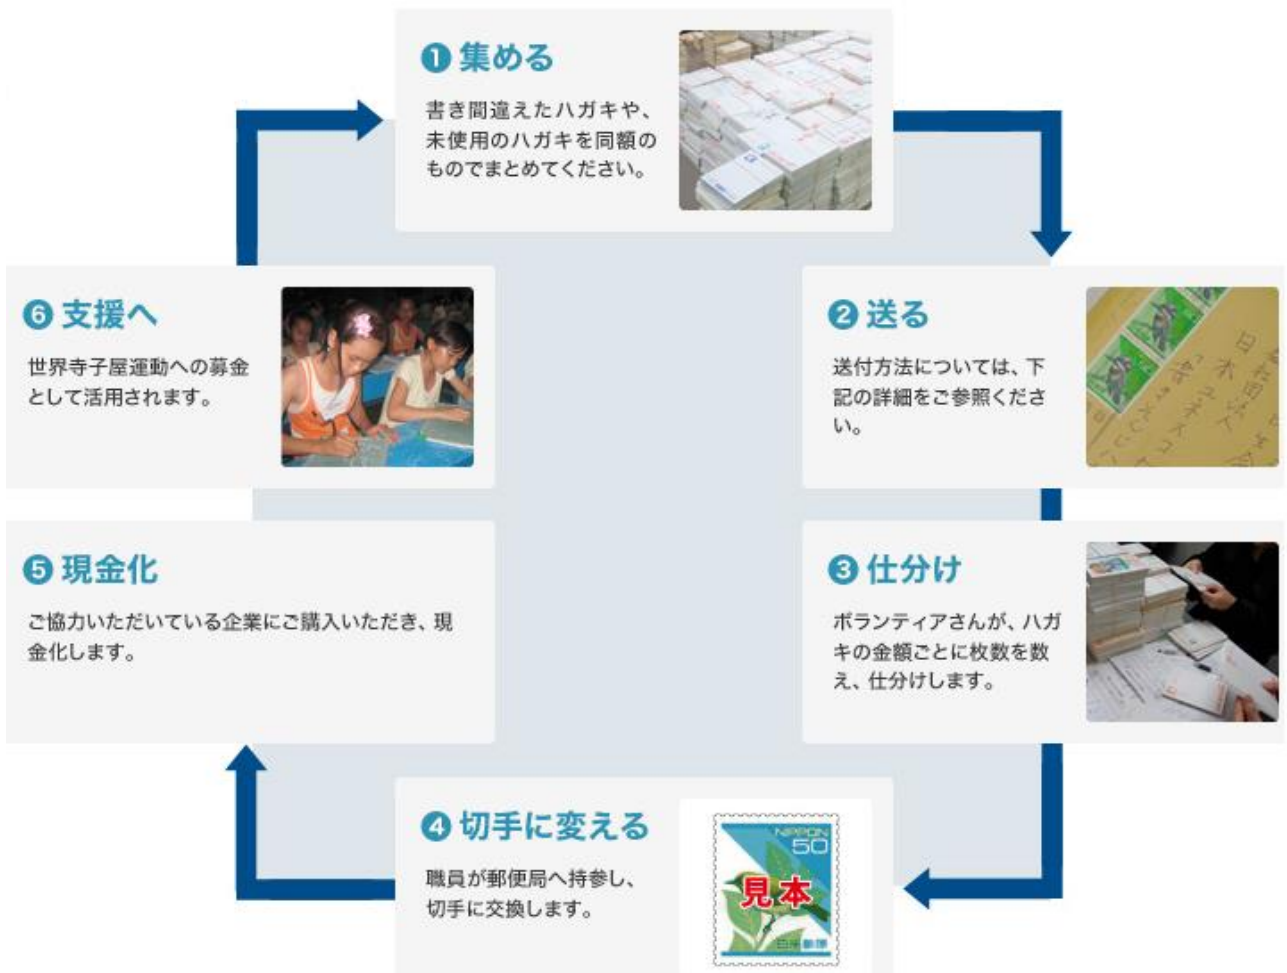 ❶ 集める
書き間違えたハガキや、
未使用のハガキを同額の
ものでまとめてください。
❷ 送る
送付方法については、下
記の詳細をご参照くださ
い。
日本ユネスコ
❸ 仕分け
ボランティアさんが、ハガ
キの金額ごとに枚数を数
え、仕分けします。
❹ 切手に変える
職員が郵便局へ持参し、
切手に交換します。
NIPPON
50
見本
日本郵便
❺ 現金化
ご協力いただいている企業にご購入いただき、現
金化します。
❻ 支援へ
世界寺子屋運動への募金
として活用されます。